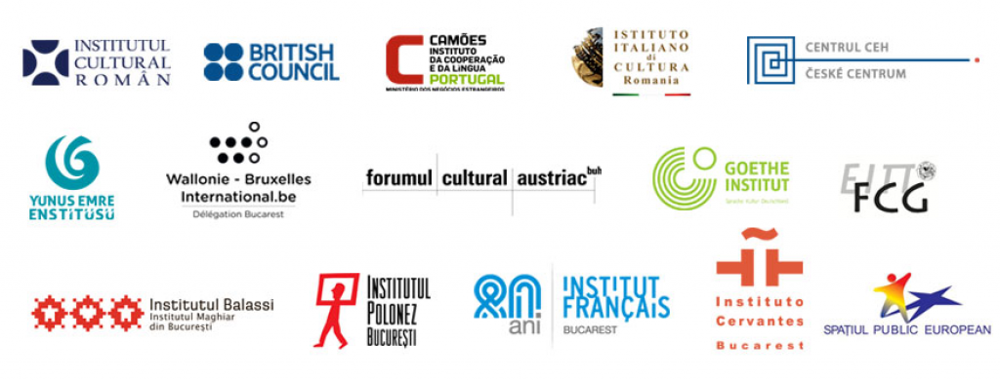 INSTITUTUL
CULTURAL
ROMÂN
BRITISH
COUNCIL
CAMÕES
INSTITUTO
DA COOPERAÇÃO
E DA LÍNGUA
PORTUGAL
MINISTÉRIO DOS NEGÓCIOS ESTRANGEIROS
ISTITUTO
ITALIANO
di
CULTURA
Romania
CENTRUL CEH
ČESKÉ CENTRUM
YUNUS EMRE
ENSTİTÜSÜ
Wallonie - Bruxelles
International.be
Délégation Bucarest
forumul cultural austriac buh
GOETHE
INSTITUT
Sprache. Kultur. Deutschland.
EITT
FCG
Institutul Balassi
Institutul Maghiar
din București
INSTITUTUL
POLONEZ
BUCUREȘTI
90 ani
INSTITUT
FRANÇAIS
BUCAREST
Instituto
Cervantes
Bucarest
SPAȚIUL PUBLIC EUROPEAN